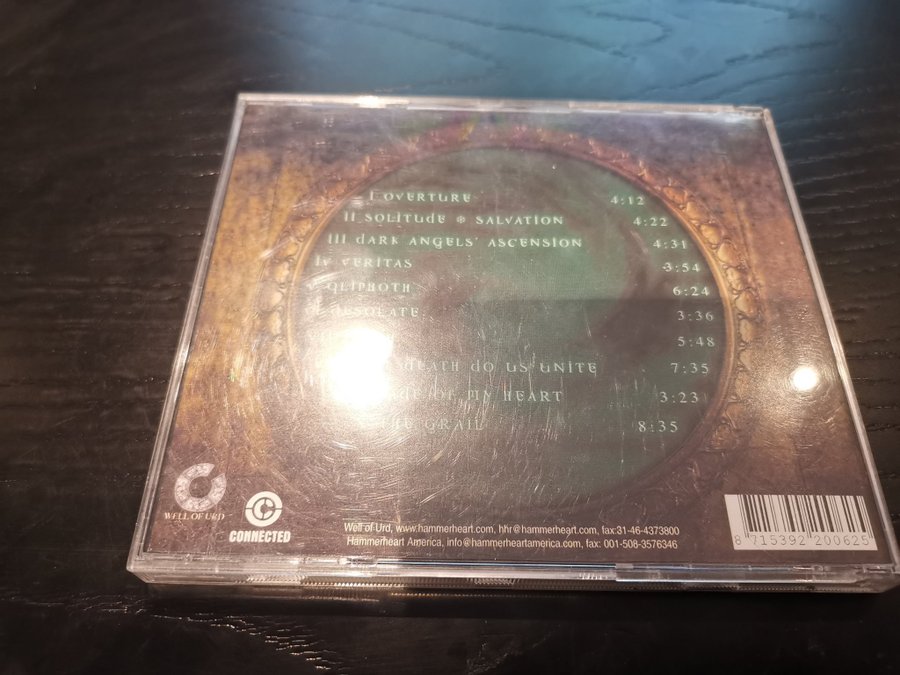 I OVERTURE 4:12
II SOLITUDE SALVATION 4:22
III DARK ANGELS' ASCENSION 4:31
IV VERITAS 3:54
V QLIPHOTH 6:24
DESOLATE 3:36
5:48
DEATH DO US UNITE 7:35
OF MY HEART 3:23
GRAIL 8:35
WELL OF URD
CONNECTED
Well of Urd, www.hammerheart.com, hhr@hammerheart.com, fax:31-46-4373800
Hammerheart America, info@hammerheartamerica.com, fax: 001-508-3576346
8 715392 200625